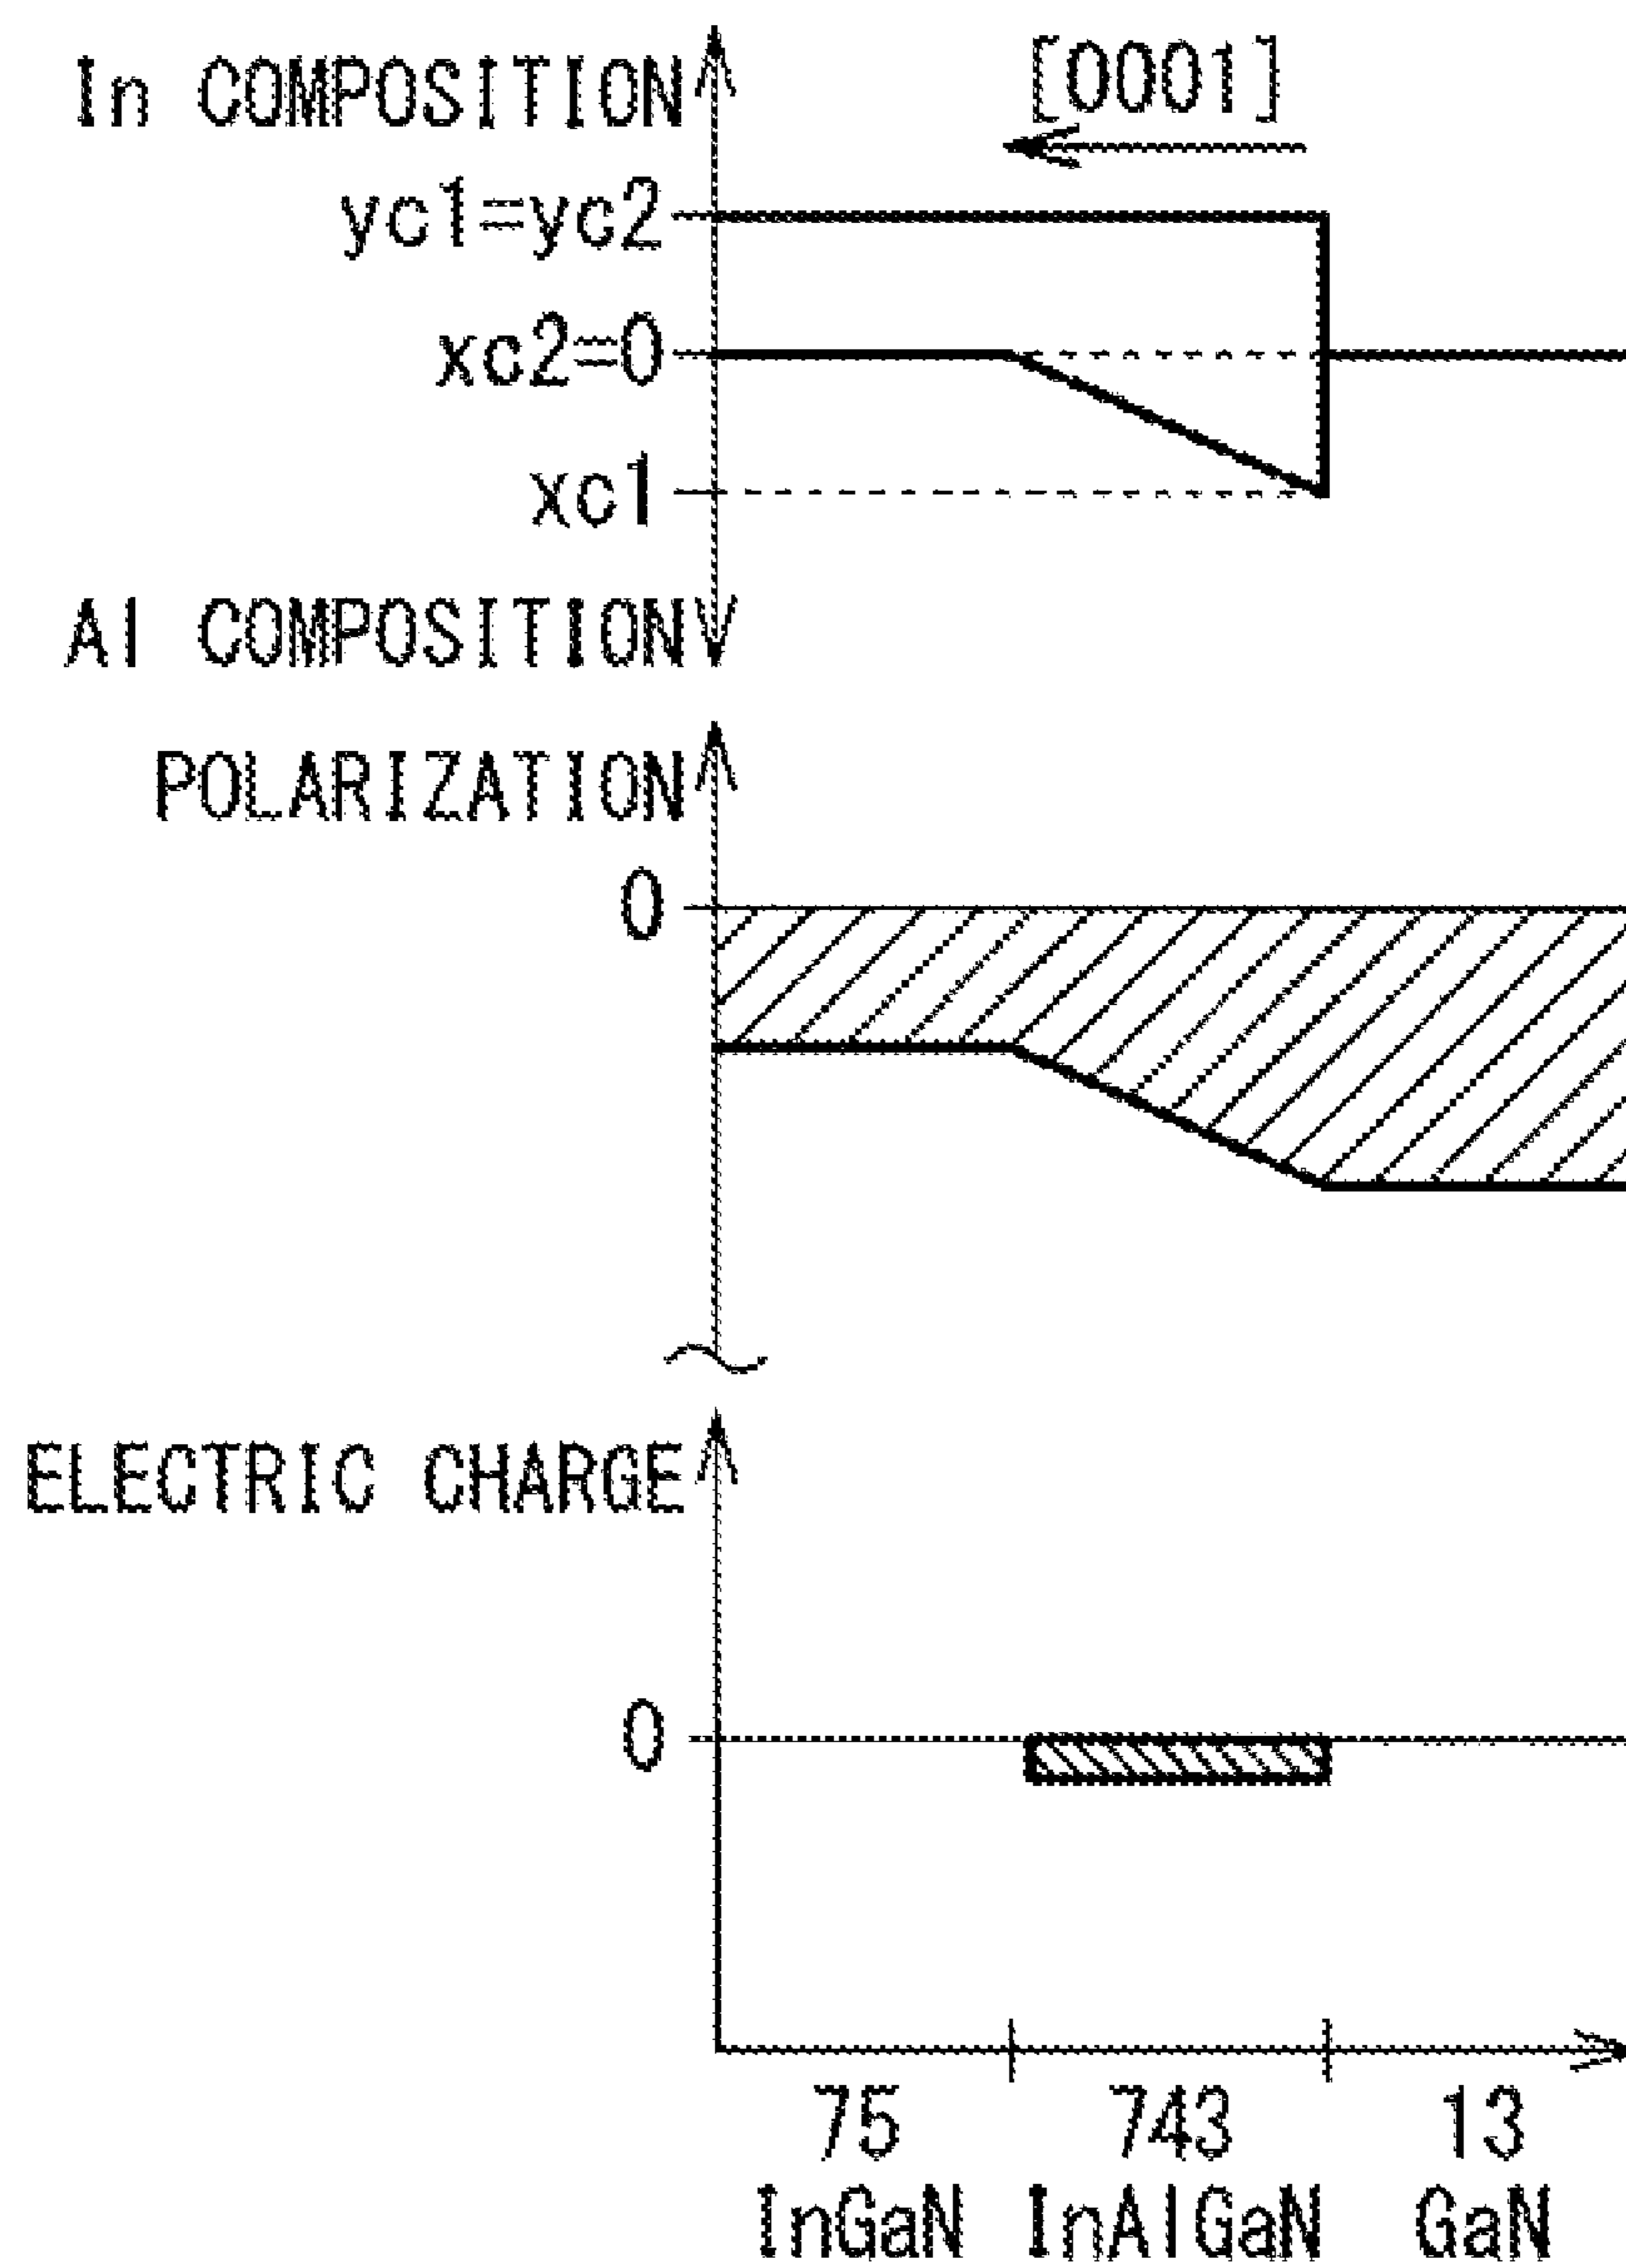 In COMPOSITION
[0001]
yc1=yc2
xc2=0
xc1
Al COMPOSITION
POLARIZATION
0
ELECTRIC CHARGE
0
75 743 13
InGaN InAlGaN GaN